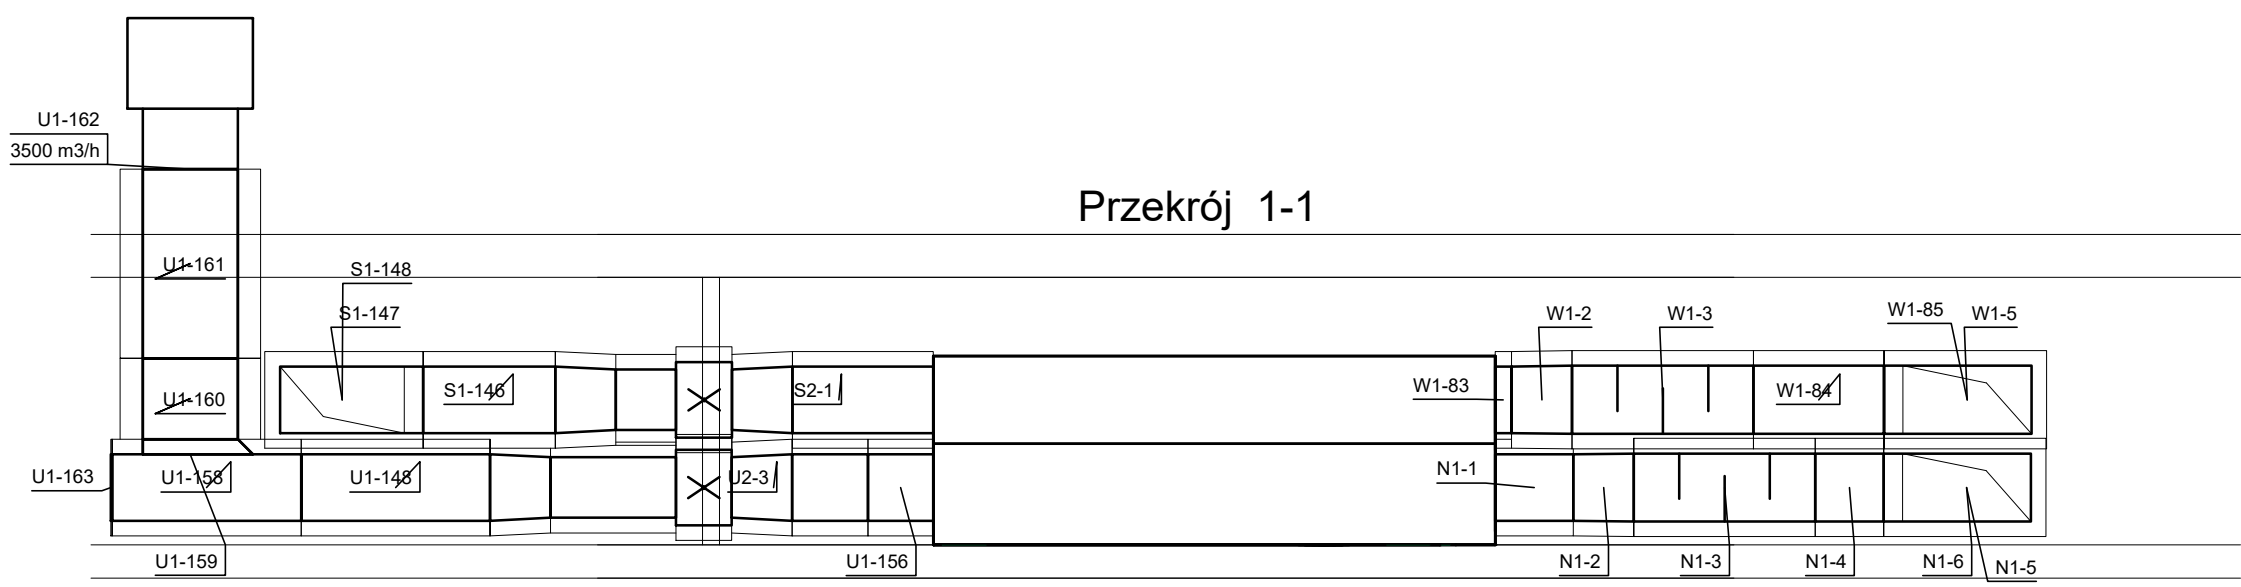 U1-162
3500 m3/h
Przekrój 1-1
U1-161
S1-148
S1-147
W1-2
W1-3
W1-85
W1-5
U1-160
S1-146
S2-1
W1-83
W1-84
U1-163
U1-158
U1-148
U2-3
N1-1
U1-159
U1-156
N1-2
N1-3
N1-4
N1-6
N1-5